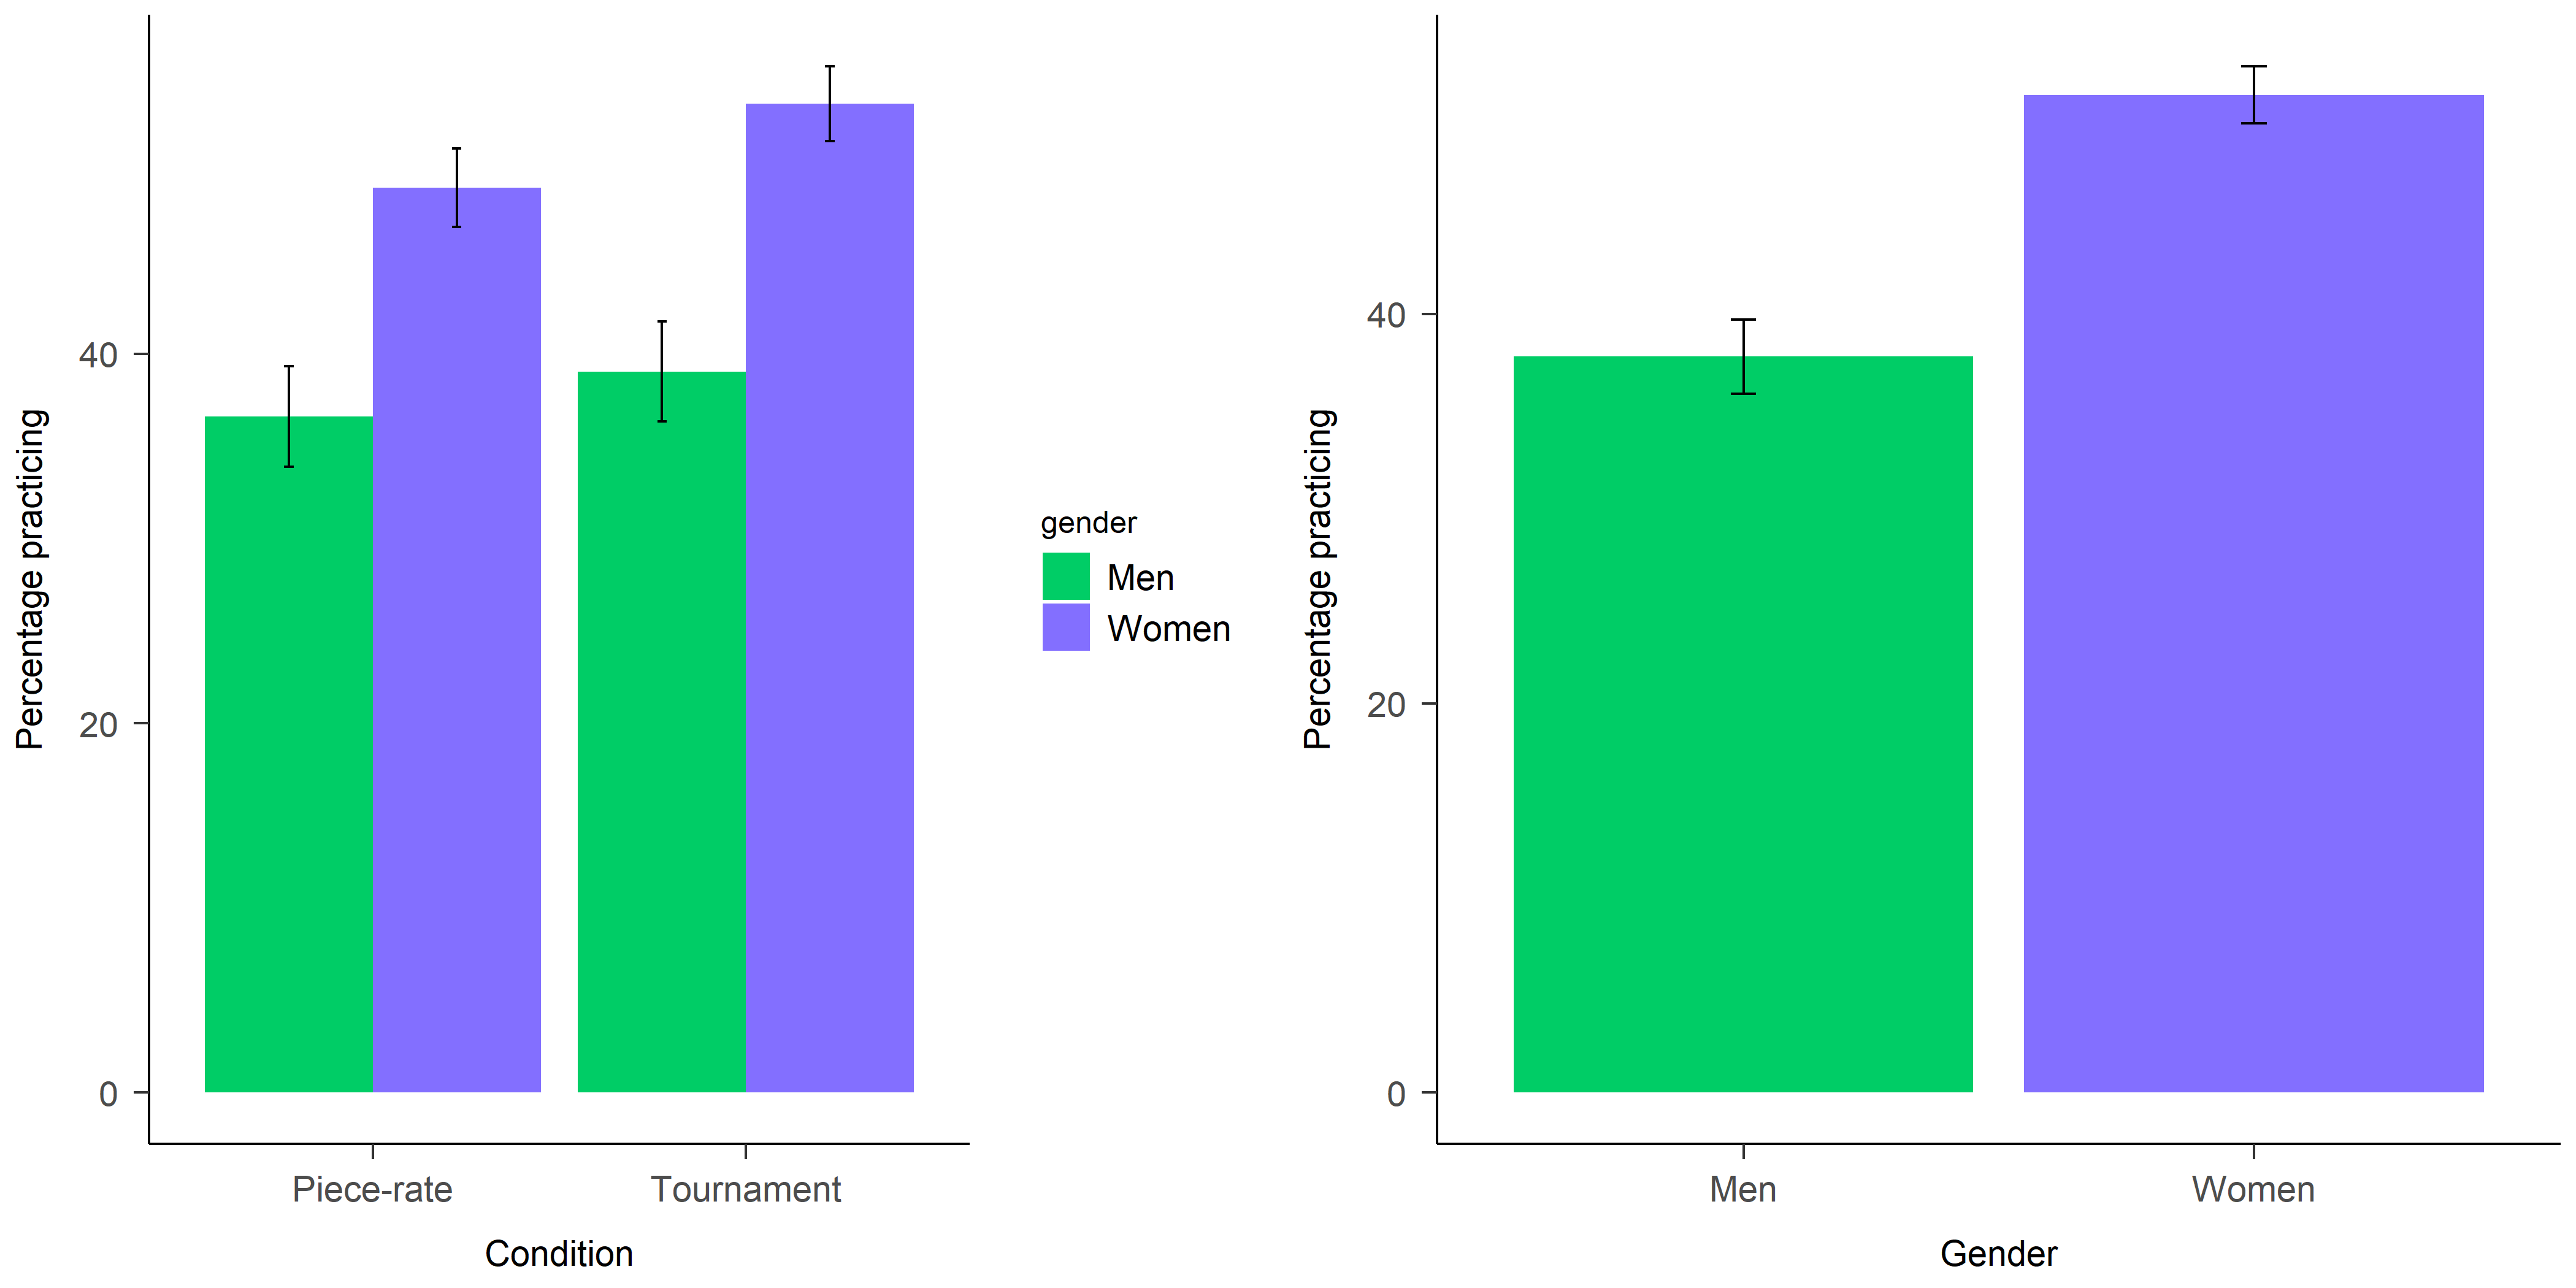 Percentage practicing
40
20
0
Piece-rate
Tournament
Condition
gender
Men
Women
Percentage practicing
40
20
0
Men
Women
Gender